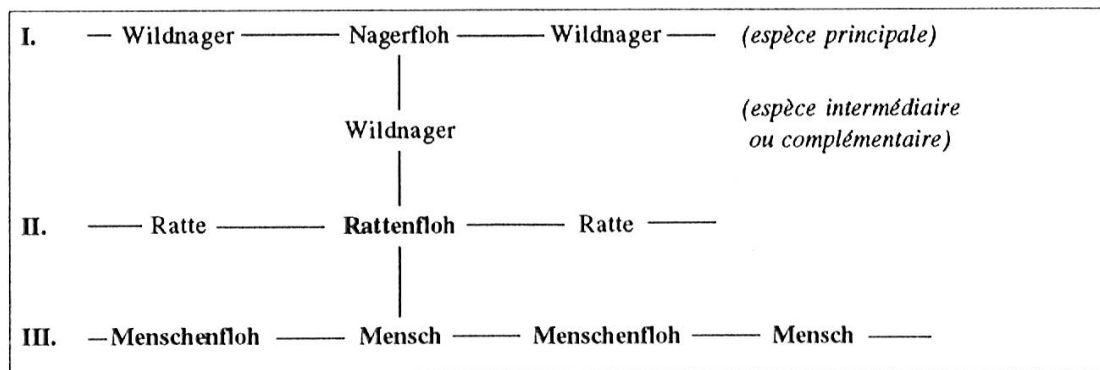 I. Wildnager Nagerfloh Wildnager (espèce principale)
(espèce intermédiaire
Wildnager
ou complémentaire)
II. Ratte Rattenfloh Ratte
III. Menschenfloh Mensch Menschenfloh Mensch